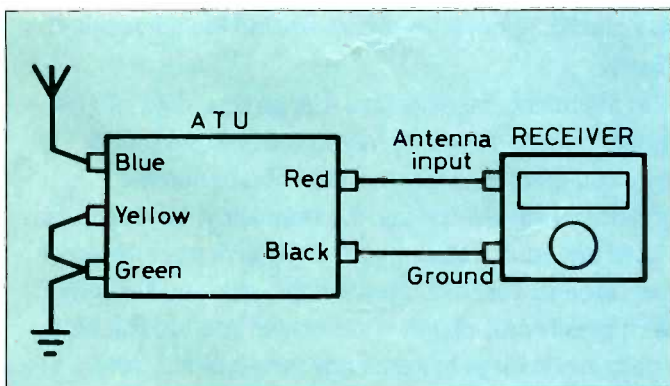 ATU
Antenna input
RECEIVER
Blue
Red
Yellow
Black
Green
Ground